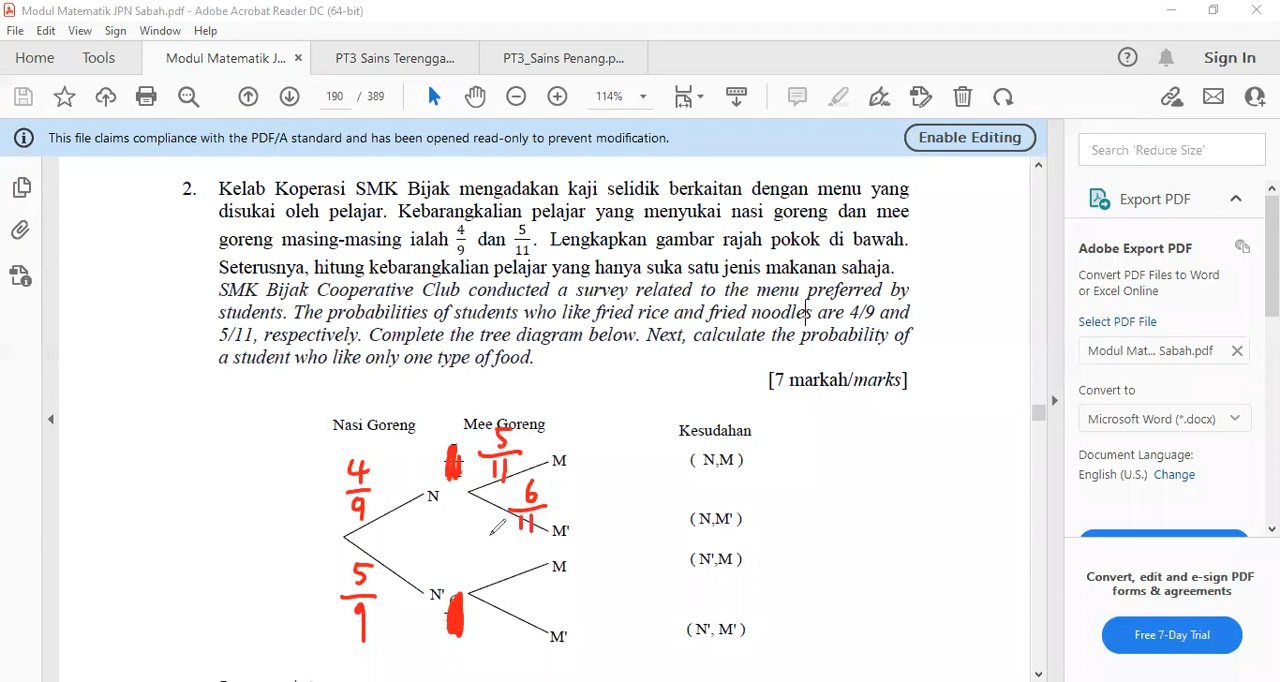 Modul Matematik JPN Sabah.pdf - Adobe Acrobat Reader DC (64-bit)
File Edit View Sign Window Help
Home Tools Modul Matematik J... × PT3 Sains Terengga... PT3_Sains Penang.p... Sign In
190 / 389 114%
This file claims compliance with the PDF/A standard and has been opened read-only to prevent modification. Enable Editing
2. Kelab Koperasi SMK Bijak mengadakan kaji selidik berkaitan dengan menu yang
disukai oleh pelajar. Kebarangkalian pelajar yang menyukai nasi goreng dan mee
goreng masing-masing ialah 4/9 dan 5/11. Lengkapkan gambar rajah pokok di bawah.
Seterusnya, hitung kebarangkalian pelajar yang hanya suka satu jenis makanan sahaja.
SMK Bijak Cooperative Club conducted a survey related to the menu preferred by
students. The probabilities of students who like fried rice and fried noodles are 4/9 and
5/11, respectively. Complete the tree diagram below. Next, calculate the probability of
a student who like only one type of food.
[7 markah/marks]
Nasi Goreng Mee Goreng Kesudahan
5/11 M ( N,M )
4/9 N
6/11 M' ( N,M' )
M ( N',M )
5/9 N'
M' ( N', M' )
Search 'Reduce Size'
Export PDF
Adobe Export PDF
Convert PDF Files to Word
or Excel Online
Select PDF File
Modul Mat... Sabah.pdf
Convert to
Microsoft Word (*.docx)
Document Language:
English (U.S.) Change
Convert, edit and e-sign PDF
forms & agreements
Free 7-Day Trial